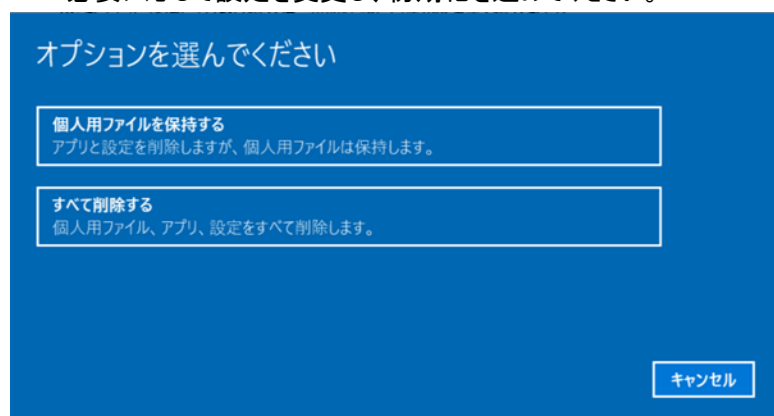 オプションを選んでください
個人用ファイルを保持する
アプリと設定を削除しますが、個人用ファイルは保持します。
すべて削除する
個人用ファイル、アプリ、設定をすべて削除します。
キャンセル